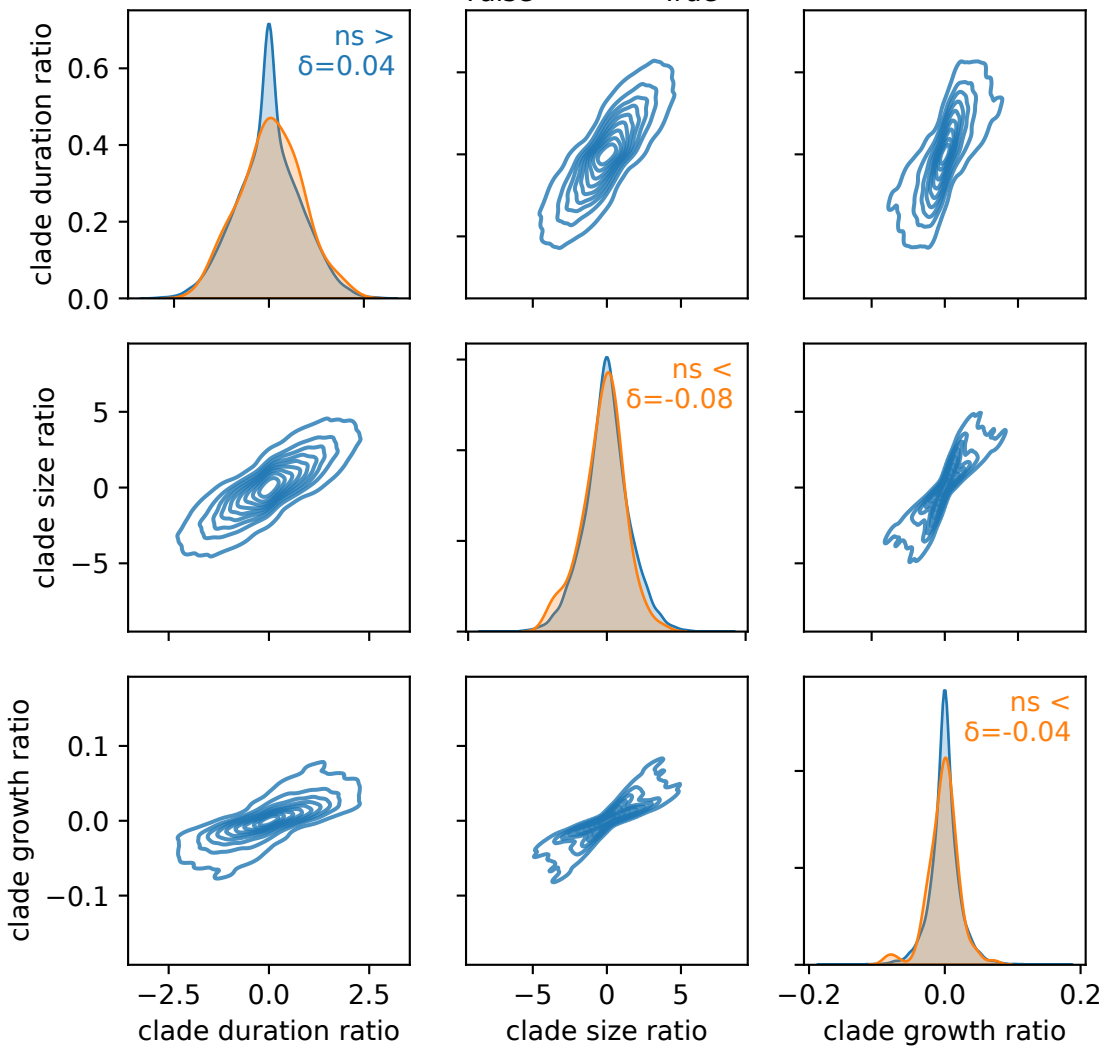 clade duration ratio
0.6
0.4
0.2
0.0
ns >
δ=0.04
clade size ratio
5
0
−5
ns <
δ=-0.08
clade growth ratio
0.1
0.0
−0.1
ns <
δ=-0.04
−2.5 0.0 2.5
clade duration ratio
−5 0 5
clade size ratio
−0.2 0.0 0.2
clade growth ratio